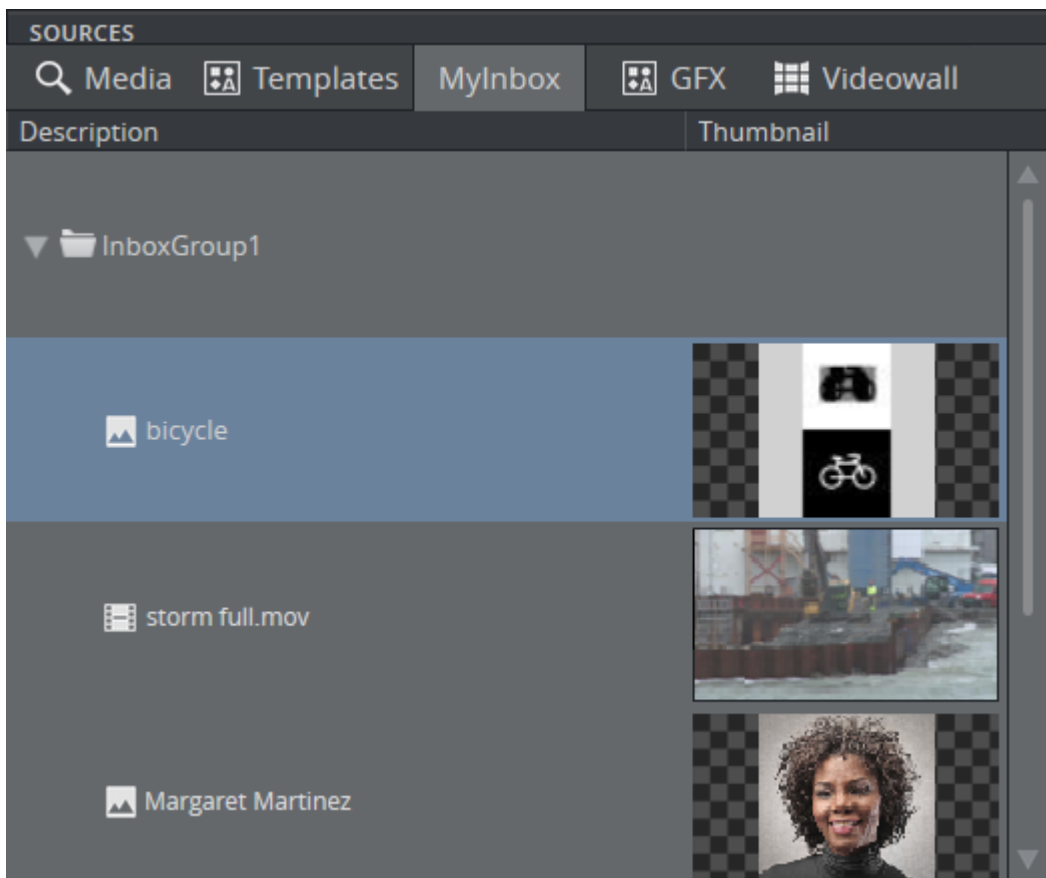 SOURCES
Media Templates MyInbox GFX Videowall
Description Thumbnail
InboxGroup1
bicycle
storm full.mov
Margaret Martinez